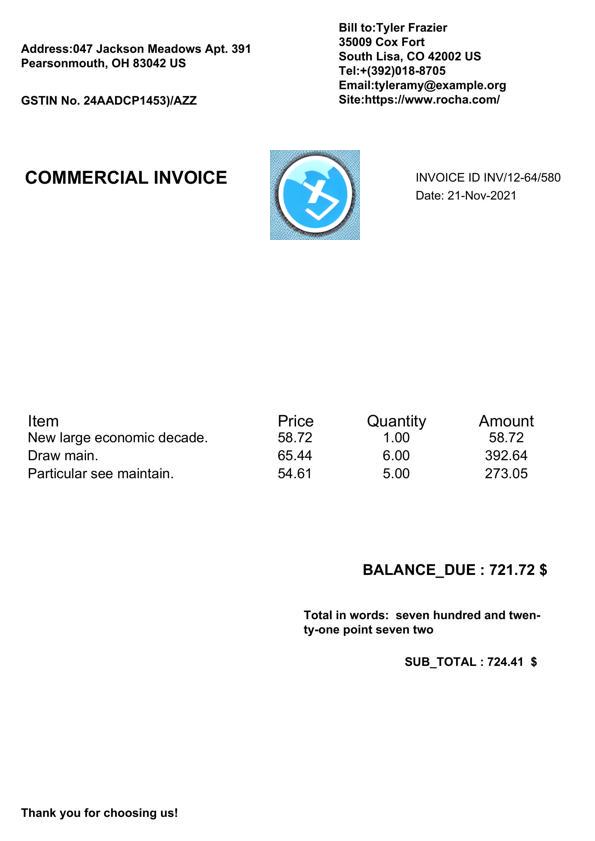 Address:047 Jackson Meadows Apt. 391
Pearsonmouth, OH 83042 US
GSTIN No. 24AADCP1453)/AZZ
Bill to:Tyler Frazier
35009 Cox Fort
South Lisa, CO 42002 US
Tel:+(392)018-8705
Email:tyleramy@example.org
Site:https://www.rocha.com/
COMMERCIAL INVOICE
INVOICE ID INV/12-64/580
Date: 21-Nov-2021
Item Price Quantity Amount
New large economic decade. 58.72 1.00 58.72
Draw main. 65.44 6.00 392.64
Particular see maintain. 54.61 5.00 273.05
BALANCE_DUE : 721.72 $
Total in words:  seven hundred and twen-
ty-one point seven two
SUB_TOTAL : 724.41  $
Thank you for choosing us!